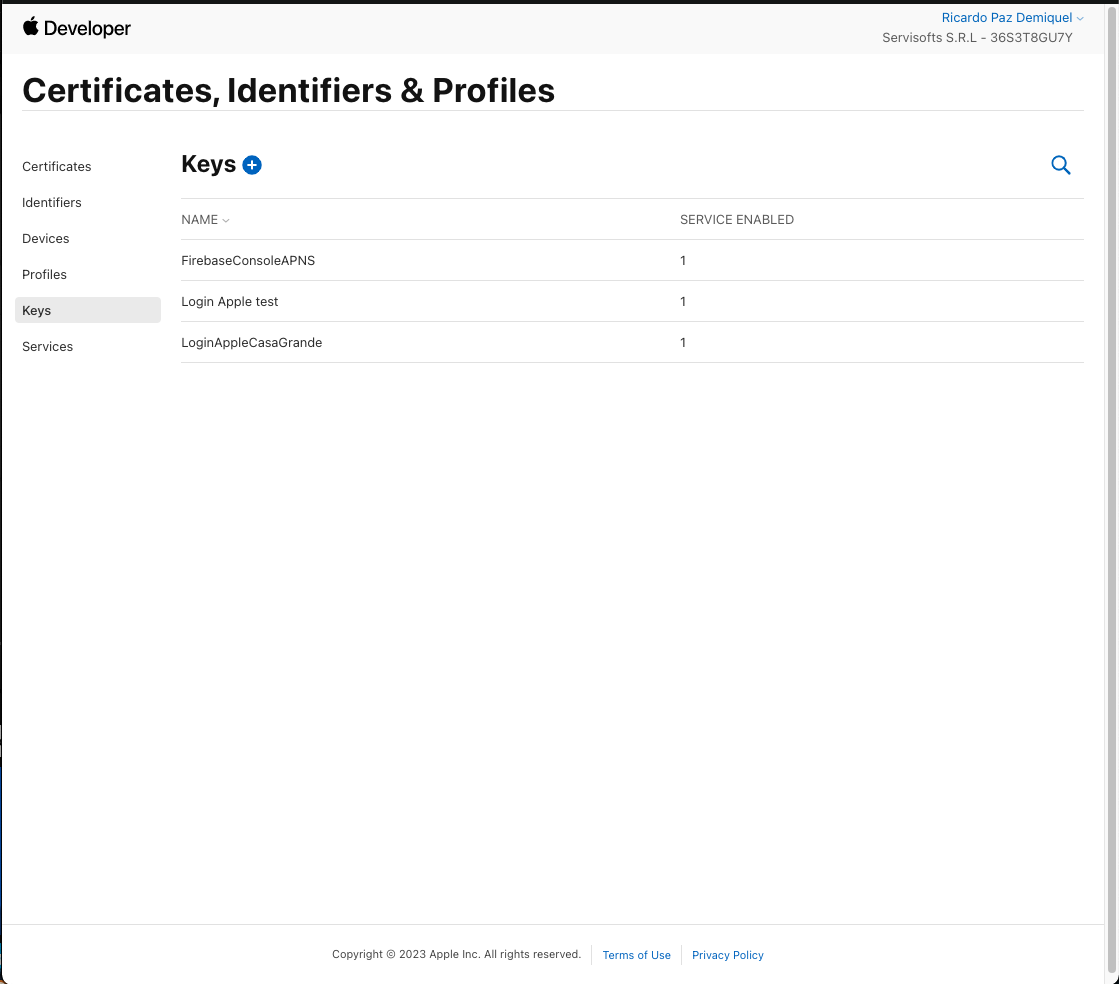 Developer
Ricardo Paz Demiquel
Servisofts S.R.L - 36S3T8GU7Y
Certificates, Identifiers & Profiles
Certificates
Identifiers
Devices
Profiles
Keys
Services
Keys
NAME SERVICE ENABLED
FirebaseConsoleAPNS 1
Login Apple test 1
LoginAppleCasaGrande 1
Copyright © 2023 Apple Inc. All rights reserved. Terms of Use Privacy Policy